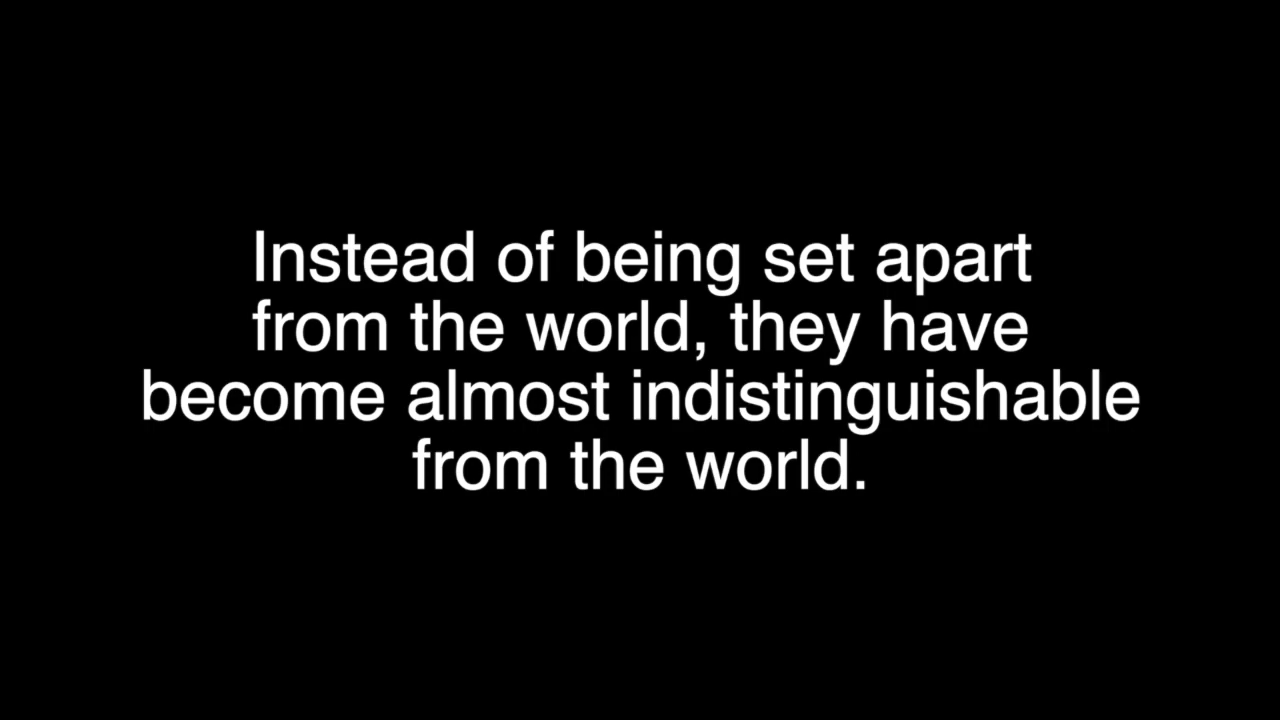 Instead of being set apart
from the world, they have
become almost indistinguishable
from the world.